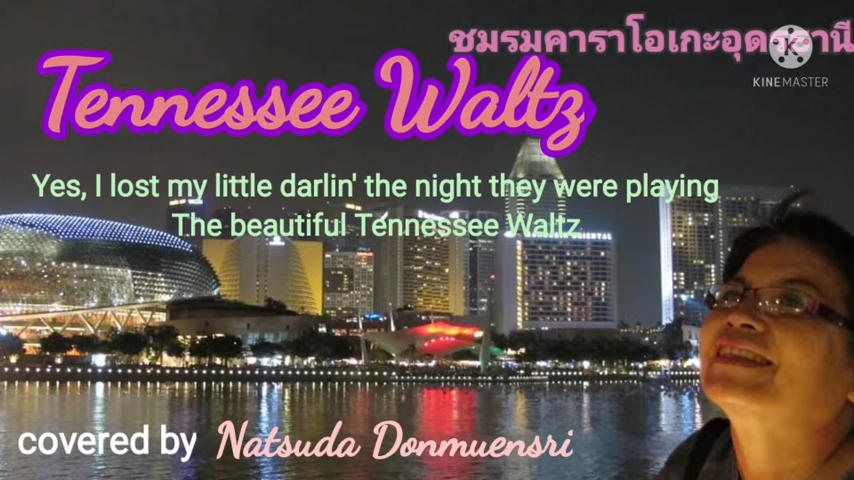 ชมรมคาราโอเกะอุดรธานี
KINEMASTER
Tennessee Waltz
Yes, I lost my little darlin' the night they were playing
The beautiful Tennessee Waltz
ORIENTAL
covered by Natsuda Donmuensri